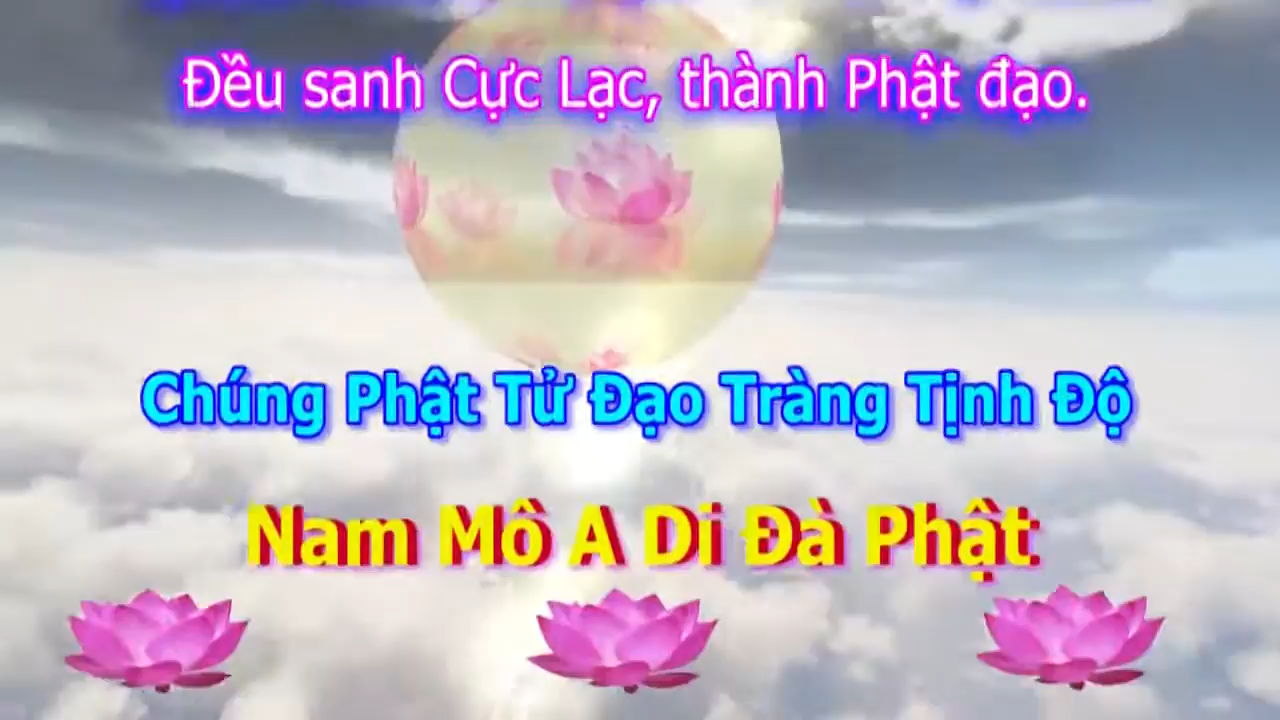 Đều sanh Cực Lạc, thành Phật đạo.
Chúng Phật Tử Đạo Tràng Tịnh Độ
Nam Mô A Di Đà Phật